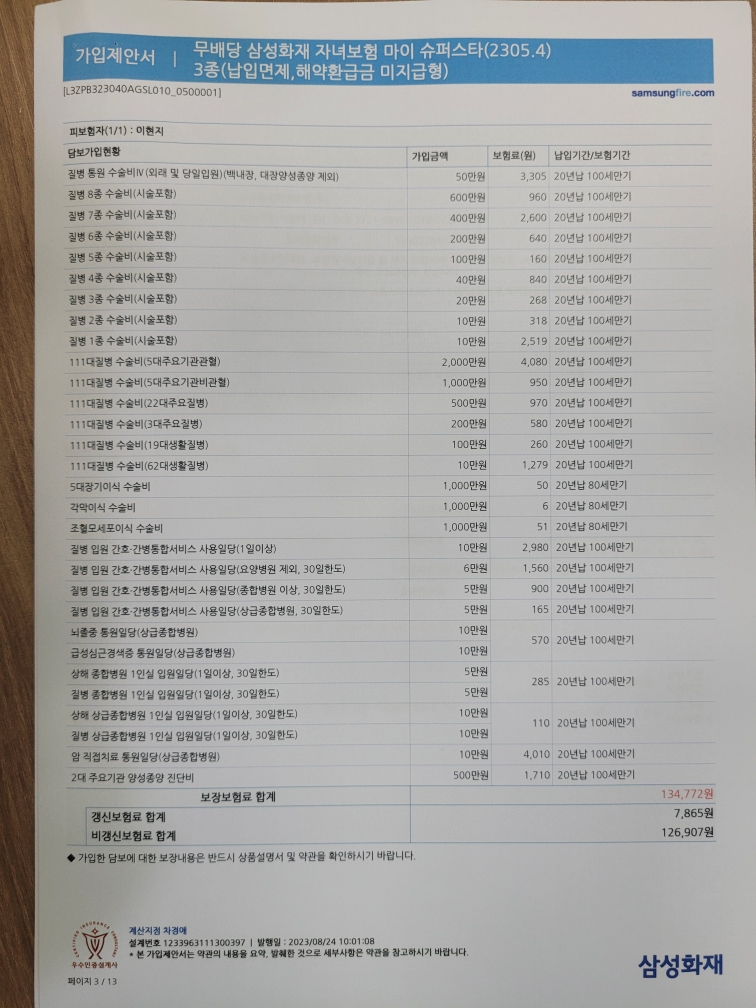 가입제안서 | 무배당 삼성화재 자녀보험 마이 슈퍼스타(2305.4)
3종(납입면제,해약환급금 미지급형)
[L3ZPB323040AGSL010_0500001]
samsungfire.com
피보험자(1/1) : 이현지
담보가입현황 가입금액 보험료(원) 납입기간/보험기간
질병 통원 수술비Ⅳ(외래 및 당일입원)(백내장, 대장양성종양 제외) 50만원 3,305 20년납 100세만기
질병 8종 수술비(시술포함) 600만원 960 20년납 100세만기
질병 7종 수술비(시술포함) 400만원 2,600 20년납 100세만기
질병 6종 수술비(시술포함) 200만원 640 20년납 100세만기
질병 5종 수술비(시술포함) 100만원 160 20년납 100세만기
질병 4종 수술비(시술포함) 40만원 840 20년납 100세만기
질병 3종 수술비(시술포함) 20만원 268 20년납 100세만기
질병 2종 수술비(시술포함) 10만원 318 20년납 100세만기
질병 1종 수술비(시술포함) 10만원 2,519 20년납 100세만기
111대질병 수술비(5대주요기관관혈) 2,000만원 4,080 20년납 100세만기
111대질병 수술비(5대주요기관비관혈) 1,000만원 950 20년납 100세만기
111대질병 수술비(22대주요질병) 500만원 970 20년납 100세만기
111대질병 수술비(3대주요질병) 200만원 580 20년납 100세만기
111대질병 수술비(19대생활질병) 100만원 260 20년납 100세만기
111대질병 수술비(62대생활질병) 10만원 1,279 20년납 100세만기
5대장기이식 수술비 1,000만원 50 20년납 80세만기
각막이식 수술비 1,000만원 6 20년납 80세만기
조혈모세포이식 수술비 1,000만원 51 20년납 80세만기
질병 입원 간호·간병통합서비스 사용일당(1일이상) 10만원 2,980 20년납 100세만기
질병 입원 간호·간병통합서비스 사용일당(요양병원 제외, 30일한도) 6만원 1,560 20년납 100세만기
질병 입원 간호·간병통합서비스 사용일당(종합병원 이상, 30일한도) 5만원 900 20년납 100세만기
질병 입원 간호·간병통합서비스 사용일당(상급종합병원, 30일한도) 5만원 165 20년납 100세만기
뇌졸중 통원일당(상급종합병원) 10만원
570 20년납 100세만기
급성심근경색증 통원일당(상급종합병원) 10만원
상해 종합병원 1인실 입원일당(1일이상, 30일한도) 5만원
285 20년납 100세만기
질병 종합병원 1인실 입원일당(1일이상, 30일한도) 5만원
상해 상급종합병원 1인실 입원일당(1일이상, 30일한도) 10만원
110 20년납 100세만기
질병 상급종합병원 1인실 입원일당(1일이상, 30일한도) 10만원
암 직접치료 통원일당(상급종합병원) 10만원 4,010 20년납 100세만기
2대 주요기관 양성종양 진단비 500만원 1,710 20년납 100세만기
보장보험료 합계 134,772원
갱신보험료 합계 7,865원
비갱신보험료 합계 126,907원
◆ 가입한 담보에 대한 보장내용은 반드시 상품설명서 및 약관을 확인하시기 바랍니다.
우수인증설계사
계산지점 차경애
설계번호 1233963111300397 | 발행일 : 2023/08/24 10:01:08
* 본 가입제안서는 약관의 내용을 요약, 발췌한 것으로 세부사항은 약관을 참고하시기 바랍니다.
삼성화재
페이지 3 / 13